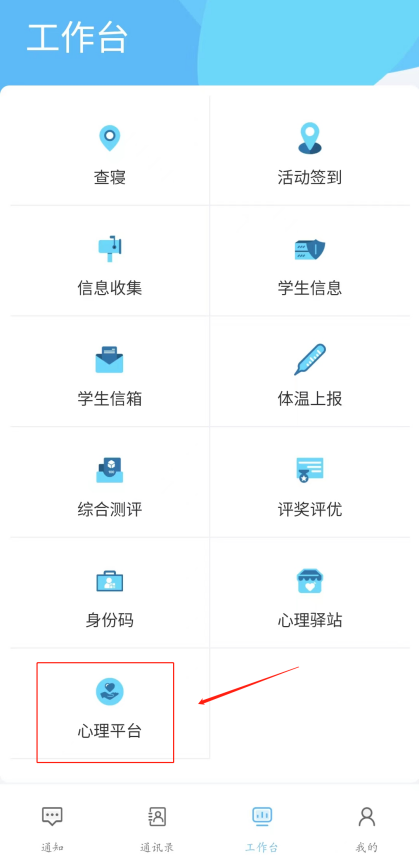 工作台
查寝
活动签到
信息收集
学生信息
学生信箱
体温上报
综合测评
评奖评优
身份码
心理驿站
心理平台
通知
通讯录
工作台
我的